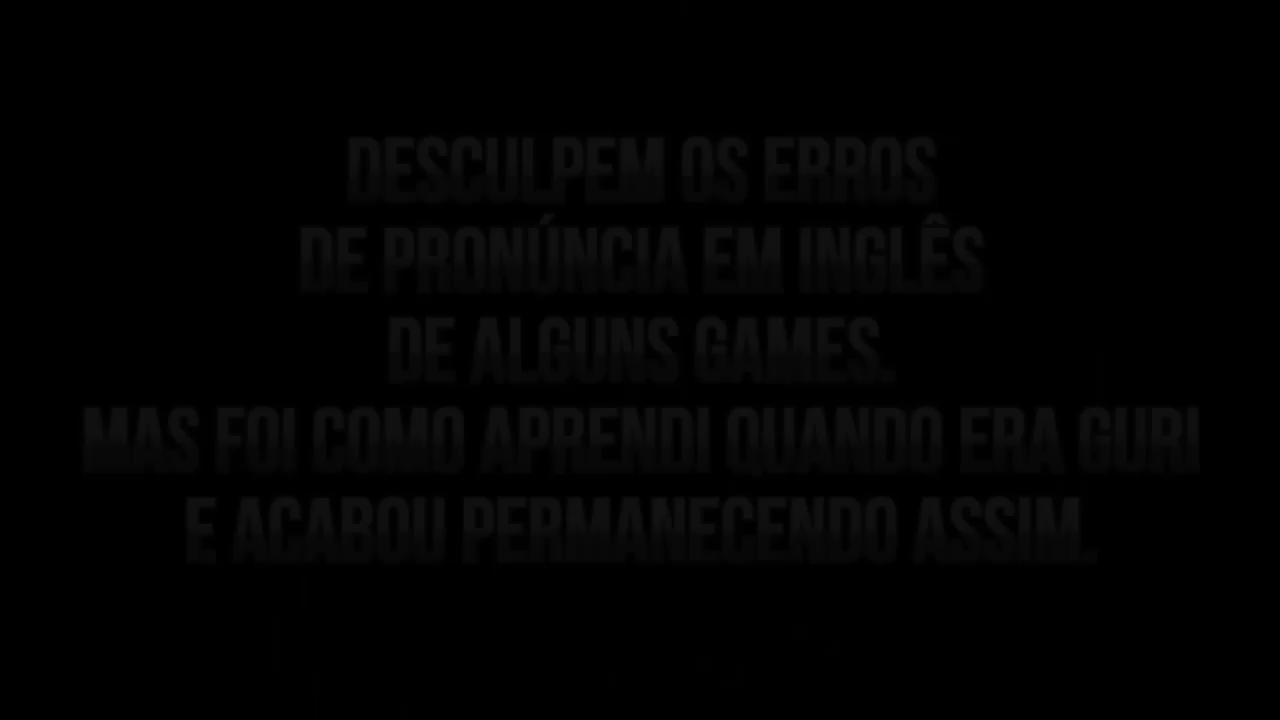 DESCULPEM OS ERROS
DE PRONÚNCIA EM INGLÊS
DE ALGUNS GAMES.
MAS FOI COMO APRENDI QUANDO ERA GURI
E ACABOU PERMANECENDO ASSIM.